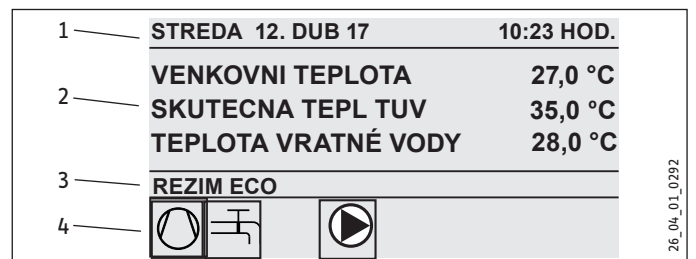 1 STREDA 12. DUB 17 10:23 HOD.
VENKOVNI TEPLOTA 27,0 °C
2 SKUTECNA TEPL TUV 35,0 °C
TEPLOTA VRATNÉ VODY 28,0 °C
3 REZIM ECO
4
26_04_01_0292